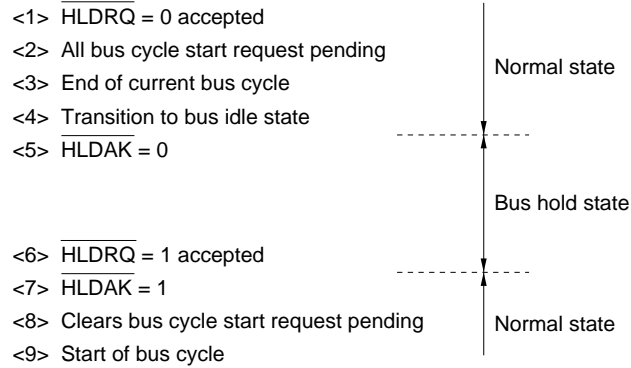 <1> HLDRQ = 0 accepted
<2> All bus cycle start request pending
<3> End of current bus cycle
Normal state
<4> Transition to bus idle state
<5> HLDAK = 0
Bus hold state
<6> HLDRQ = 1 accepted
<7> HLDAK = 1
<8> Clears bus cycle start request pending
Normal state
<9> Start of bus cycle